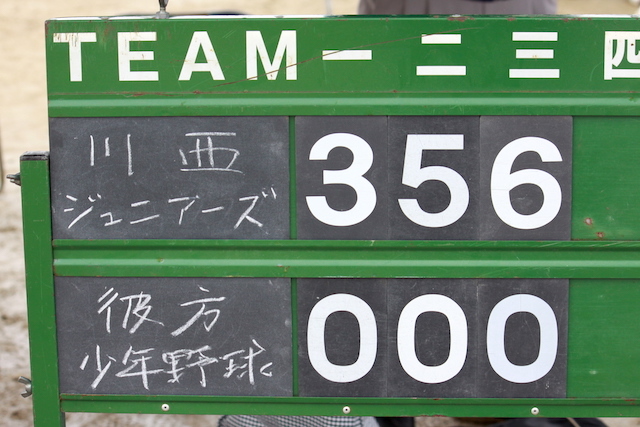 TEAM 一 二 三 四
川西 3 5 6
ジュニアーズ
彼方 0 0 0
少年野球